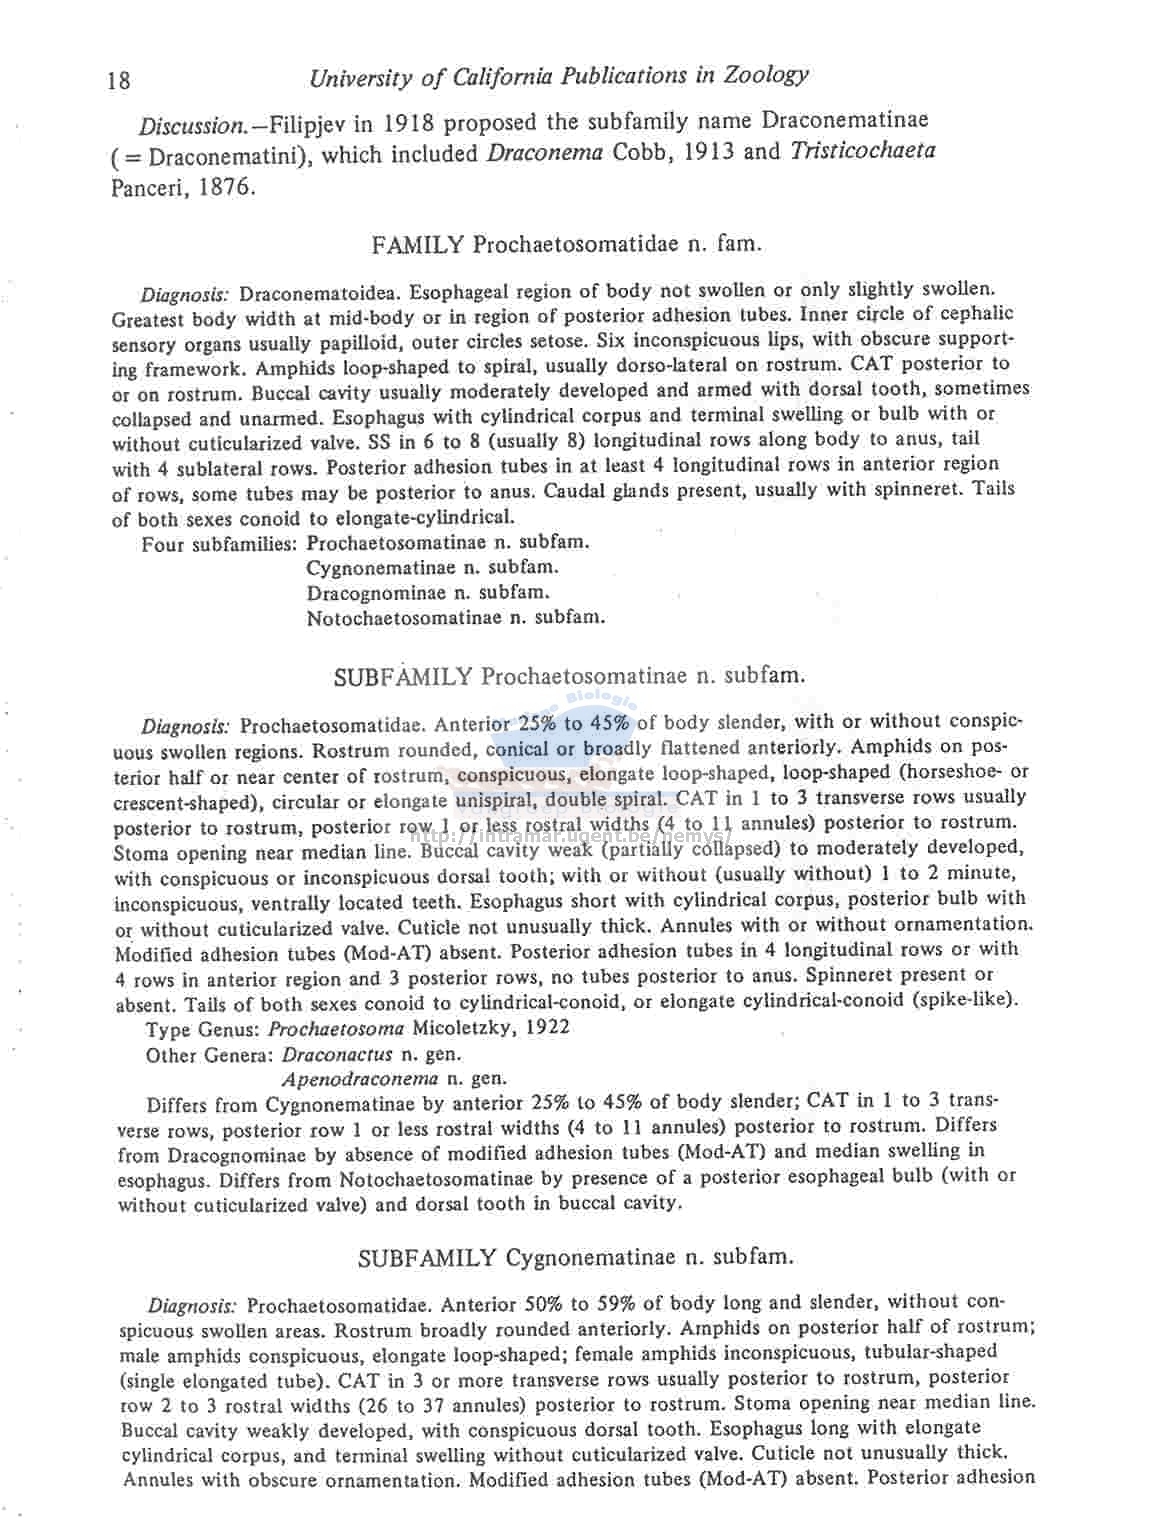 18
University of California Publications in Zoology
Discussion.—Filipjev in 1918 proposed the subfamily name Draconematinae
( = Draconematini), which included Draconema Cobb, 1913 and Tristicochaeta
Panceri, 1876.
FAMILY Prochaetosomatidae n. fam.
Diagnosis: Draconematoidea. Esophageal region of body not swollen or only slightly swollen.
Greatest body width at mid-body or in region of posterior adhesion tubes. Inner circle of cephalic
sensory organs usually papilloid, outer circles setose. Six inconspicuous lips, with obscure support-
ing framework. Amphids loop-shaped to spiral, usually dorso-lateral on rostrum. CAT posterior to
or on rostrum. Buccal cavity usually moderately developed and armed with dorsal tooth, sometimes
collapsed and unarmed. Esophagus with cylindrical corpus and terminal swelling or bulb with or
without cuticularized valve. SS in 6 to 8 (usually 8) longitudinal rows along body to anus, tail
with 4 sublateral rows. Posterior adhesion tubes in at least 4 longitudinal rows in anterior region
of rows, some tubes may be posterior to anus. Caudal glands present, usually with spinneret. Tails
of both sexes conoid to elongate-cylindrical.
Four subfamilies: Prochaetosomatinae n. subfam.
Cygnonematinae n. subfam.
Dracognominae n. subfam.
Notochaetosomatinae n. subfam.
SUBFAMILY Prochaetosomatinae n. subfam.
Diagnosis: Prochaetosomatidae. Anterior 25% to 45% of body slender, with or without conspic-
uous swollen regions. Rostrum rounded, conical or broadly flattened anteriorly. Amphids on pos-
terior half or near center of rostrum, conspicuous, elongate loop-shaped, loop-shaped (horseshoe- or
crescent-shaped), circular or elongate unispiral, double spiral. CAT in 1 to 3 transverse rows usually
posterior to rostrum, posterior row 1 or less rostral widths (4 to 11 annules) posterior to rostrum.
http://intramar.ugent.be/nemys/
Stoma opening near median line. Buccal cavity weak (partially collapsed) to moderately developed,
with conspicuous or inconspicuous dorsal tooth; with or without (usually without) 1 to 2 minute,
inconspicuous, ventrally located teeth. Esophagus short with cylindrical corpus, posterior bulb with
or without cuticularized valve. Cuticle not unusually thick. Annules with or without ornamentation.
Modified adhesion tubes (Mod-AT) absent. Posterior adhesion tubes in 4 longitudinal rows or with
4 rows in anterior region and 3 posterior rows, no tubes posterior to anus. Spinneret present or
absent. Tails of both sexes conoid to cylindrical-conoid, or elongate cylindrical-conoid (spike-like).
Type Genus: Prochaetosoma Micoletzky, 1922
Other Genera: Draconactus n. gen.
Apenodraconema n. gen.
Differs from Cygnonematinae by anterior 25% to 45% of body slender; CAT in 1 to 3 trans-
verse rows, posterior row 1 or less rostral widths (4 to 11 annules) posterior to rostrum. Differs
from Dracognominae by absence of modified adhesion tubes (Mod-AT) and median swelling in
esophagus. Differs from Notochaetosomatinae by presence of a posterior esophageal bulb (with or
without cuticularized valve) and dorsal tooth in buccal cavity.
SUBFAMILY Cygnonematinae n. subfam.
Diagnosis: Prochaetosomatidae. Anterior 50% to 59% of body long and slender, without con-
spicuous swollen areas. Rostrum broadly rounded anteriorly. Amphids on posterior half of rostrum;
male amphids conspicuous, elongate loop-shaped; female amphids inconspicuous, tubular-shaped
(single elongated tube). CAT in 3 or more transverse rows usually posterior to rostrum, posterior
row 2 to 3 rostral widths (26 to 37 annules) posterior to rostrum. Stoma opening near median line.
Buccal cavity weakly developed, with conspicuous dorsal tooth. Esophagus long with elongate
cylindrical corpus, and terminal swelling without cuticularized valve. Cuticle not unusually thick.
Annules with obscure ornamentation. Modified adhesion tubes (Mod-AT) absent. Posterior adhesion